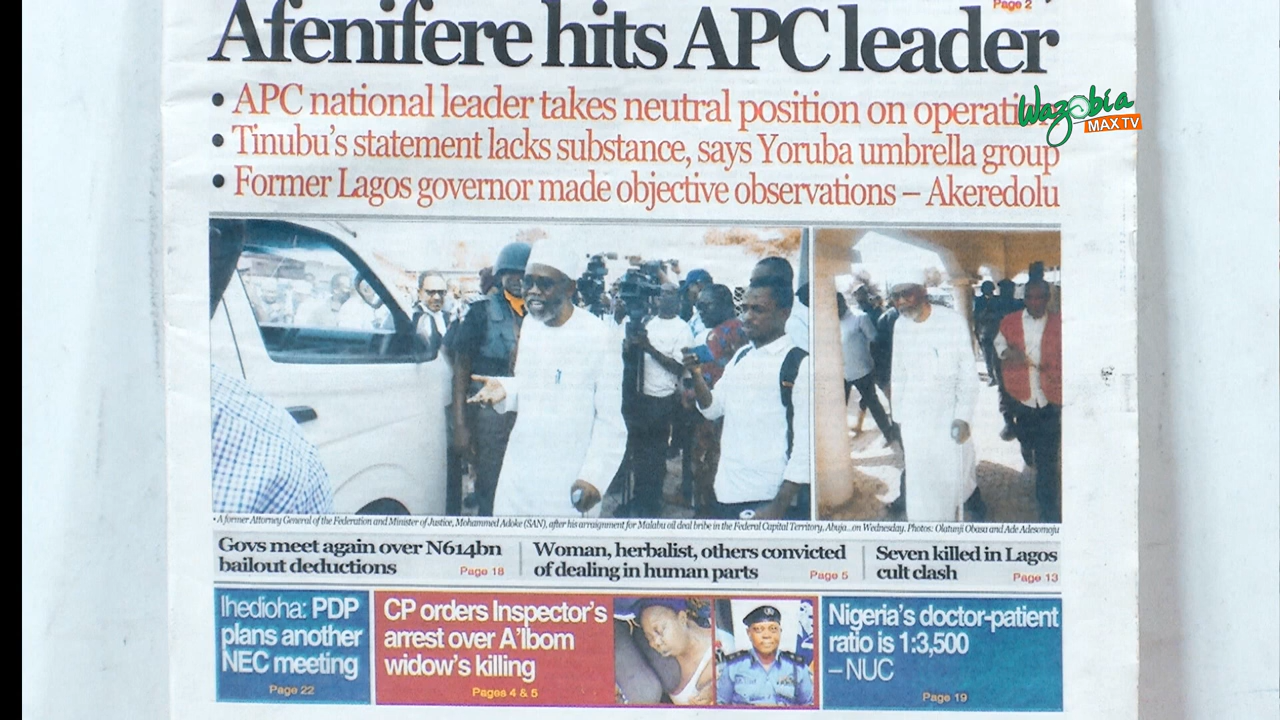 Page 2
Afenifere hits APC leader
• APC national leader takes neutral position on
Wazobia
MAX TV
• Tinubu's statement lacks substance, says Yoruba umbrella group
• Former Lagos governor made objective observations – Akeredolu
• A former Attorney General of the Federation and Minister of Justice, Mohammed Adoke (SAN), after his arraignment for Malabu oil deal bribe in the Federal Capital Territory, Abuja...on Wednesday. Photos: Olatunji Obasa and Ade Adesomoju
Govs meet again over N614bn
bailout deductions
Page 18
Woman, herbalist, others convicted
of dealing in human parts
Page 5
Seven killed in Lagos
cult clash
Page 13
Ihedioha: PDP
plans another
NEC meeting
Page 22
CP orders Inspector's
arrest over A'Ibom
widow's killing
Pages 4 & 5
Nigeria's doctor-patient
ratio is 1:3,500
– NUC
Page 19